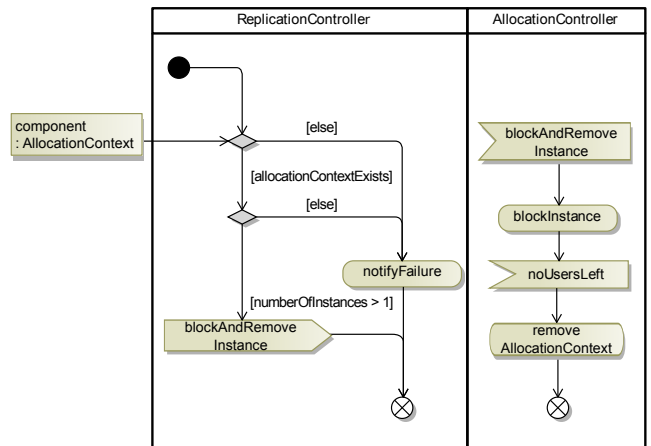 ReplicationController
AllocationController
component
: AllocationContext
[else]
[allocationContextExists]
[else]
notifyFailure
[numberOfInstances > 1]
blockAndRemove
Instance
blockAndRemove
Instance
blockInstance
noUsersLeft
remove
AllocationContext